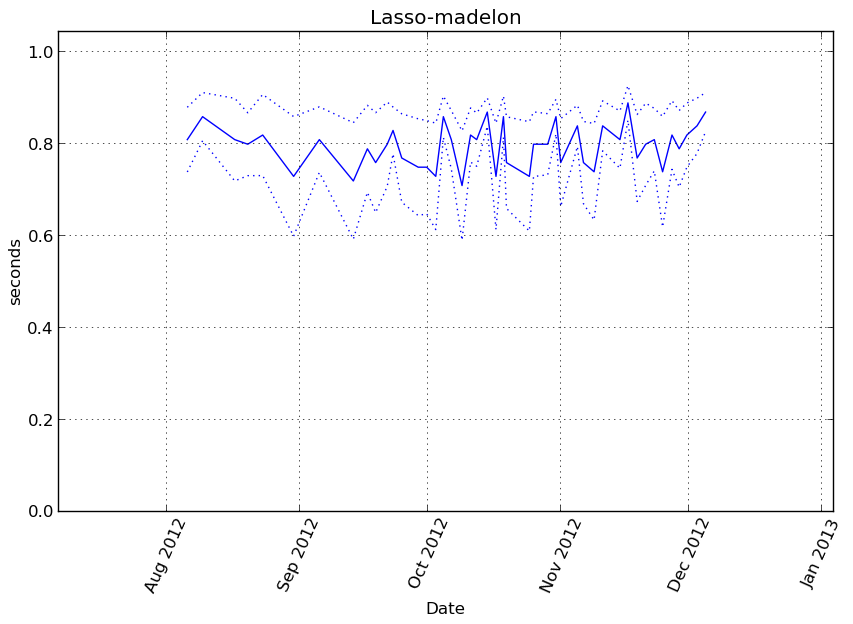 Lasso-madelon
1.0
0.8
0.6
0.4
0.2
0.0
seconds
Aug 2012
Sep 2012
Oct 2012
Nov 2012
Dec 2012
Jan 2013
Date